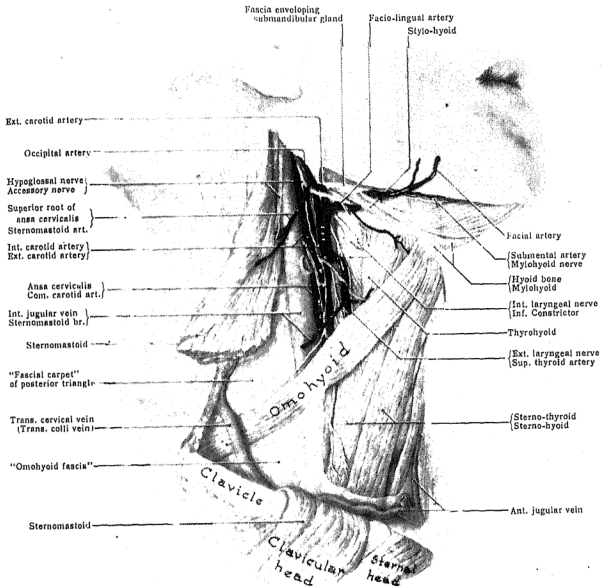 Fascia enveloping
submandibular gland
Facio-lingual artery
Stylo-hyoid
Ext. carotid artery
Occipital artery
Hypoglossal nerve
Accessory nerve
Superior root of
ansa cervicalis
Sternomastoid art.
Int. carotid artery
Ext. carotid artery
Ansa cervicalis
Com. carotid art.
Int. jugular vein
Sternomastoid br.
Sternomastoid
"Fascial carpet"
of posterior triangle
Trans. cervical vein
(Trans. colli vein)
"Omohyoid fascia"
Sternomastoid
Facial artery
Submental artery
Mylohyoid nerve
Hyoid bone
Mylohyoid
Int. laryngeal nerve
Inf. Constrictor
Thyrohyoid
Ext. laryngeal nerve
Sup. thyroid artery
Sterno-thyroid
Sterno-hyoid
Ant. jugular vein
Omohyoid
Clavicle
Clavicular
head
Sternal
head